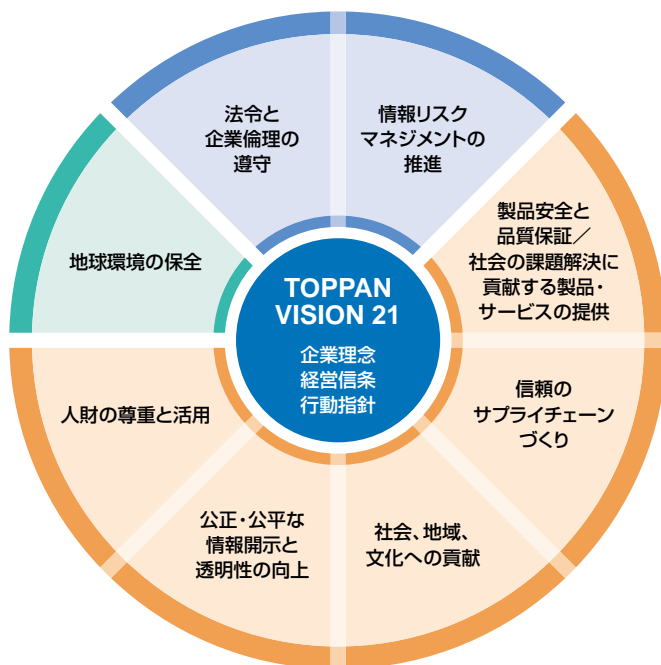 法令と
企業倫理の
遵守
情報リスク
マネジメントの
推進
製品安全と
品質保証／
社会の課題解決に
貢献する製品・
サービスの提供
信頼の
サプライチェーン
づくり
社会、地域、
文化への貢献
公正・公平な
情報開示と
透明性の向上
人財の尊重と活用
地球環境の保全
TOPPAN
VISION 21
企業理念
経営信条
行動指針